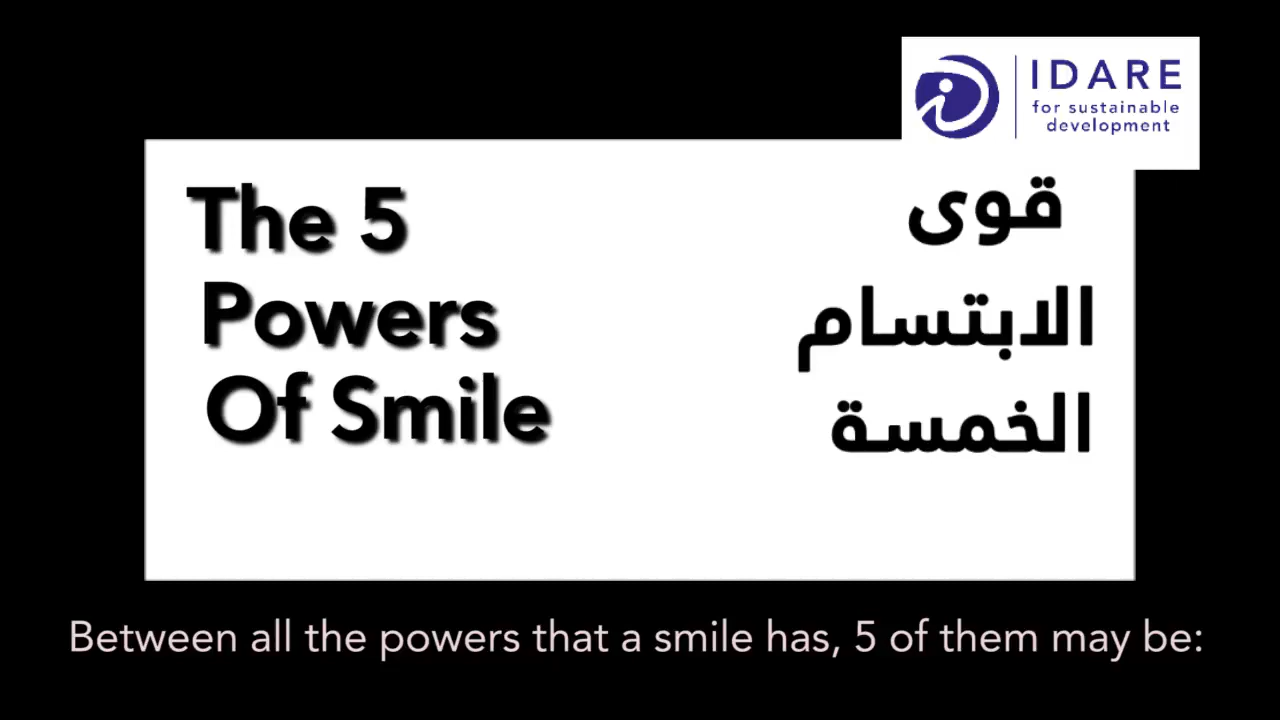 IDARE
for sustainable
development
The 5
Powers
Of Smile
قوى
الابتسام
الخمسة
Between all the powers that a smile has, 5 of them may be: